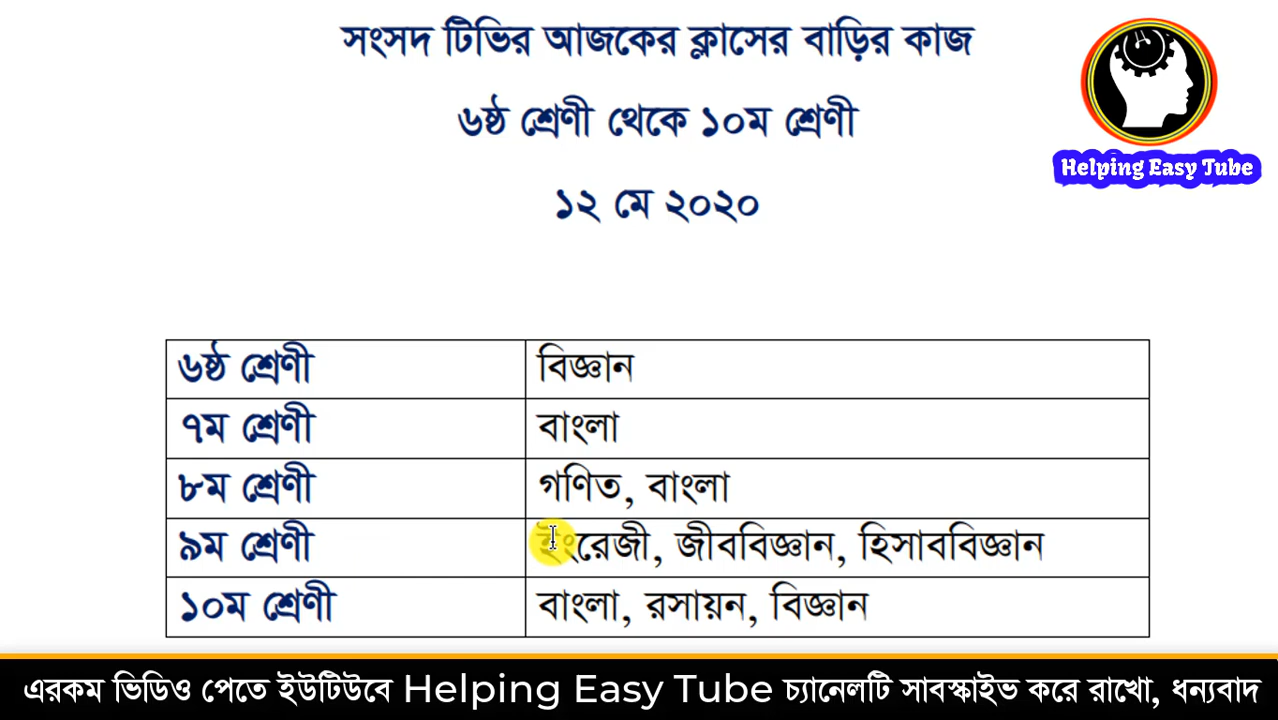 সংসদ টিভির আজকের ক্লাসের বাড়ির কাজ
৬ষ্ঠ শ্রেণী থেকে ১০ম শ্রেণী
১২ মে ২০২০
Helping Easy Tube
৬ষ্ঠ শ্রেণী বিজ্ঞান
৭ম শ্রেণী বাংলা
৮ম শ্রেণী গণিত, বাংলা
৯ম শ্রেণী ইংরেজী, জীববিজ্ঞান, হিসাববিজ্ঞান
১০ম শ্রেণী বাংলা, রসায়ন, বিজ্ঞান
এরকম ভিডিও পেতে ইউটিউবে Helping Easy Tube চ্যানেলটি সাবস্কাইভ করে রাখো, ধন্যবাদ